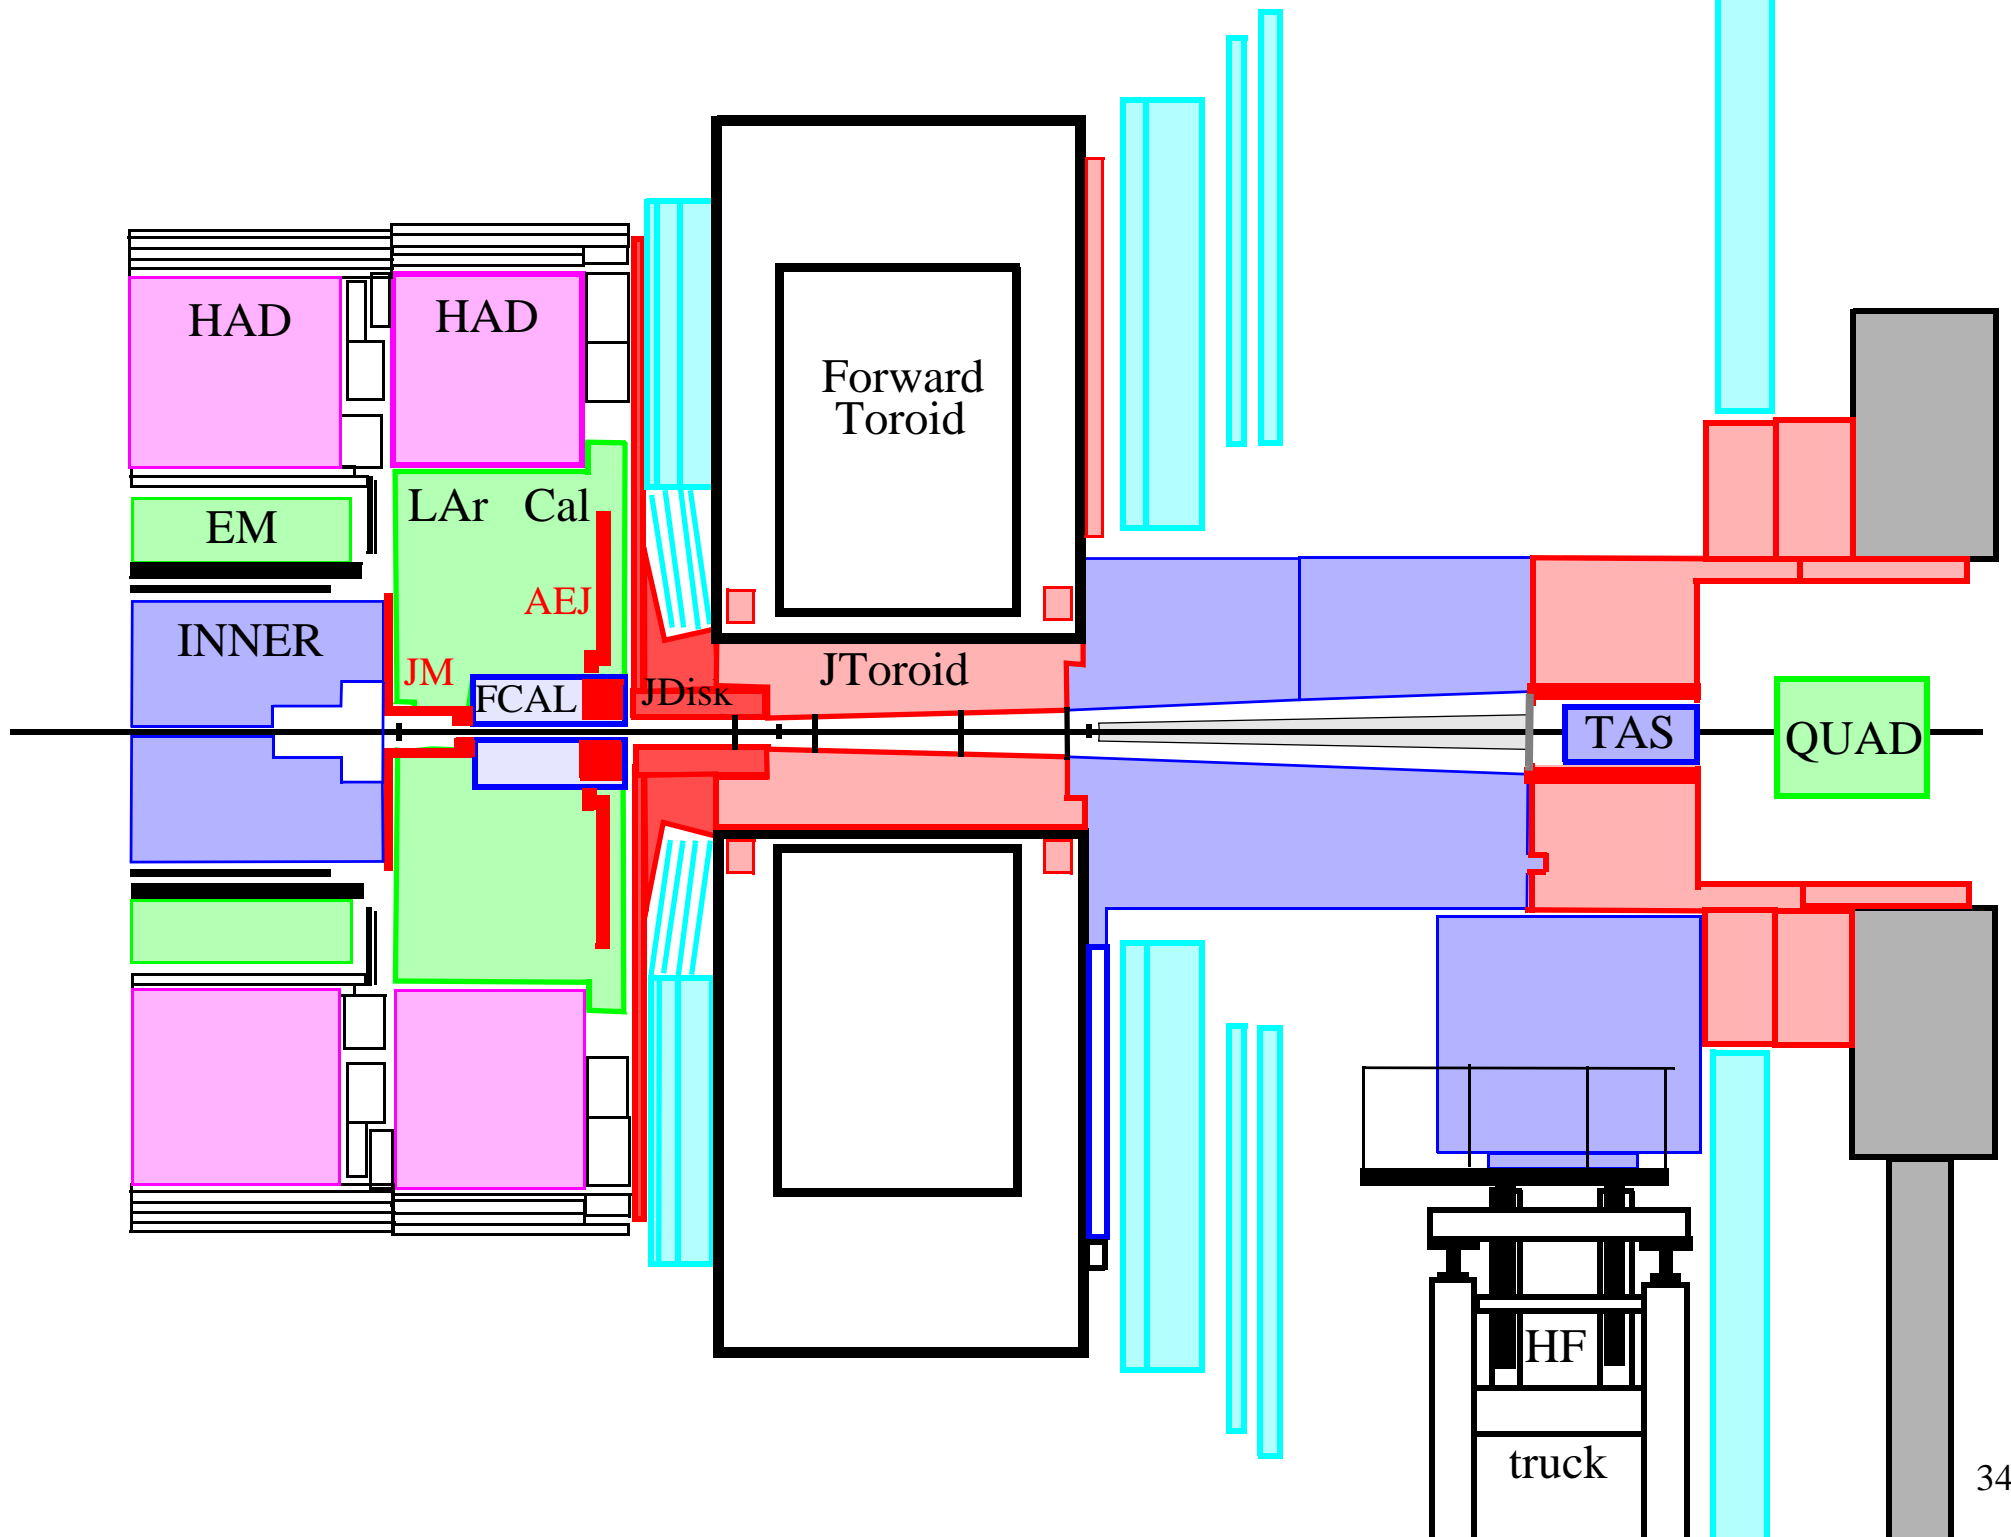 HAD
HAD
Forward
Toroid
LAr Cal
EM
AEJ
INNER
JM
FCAL
JDisk
JToroid
TAS
QUAD
HF
truck
34